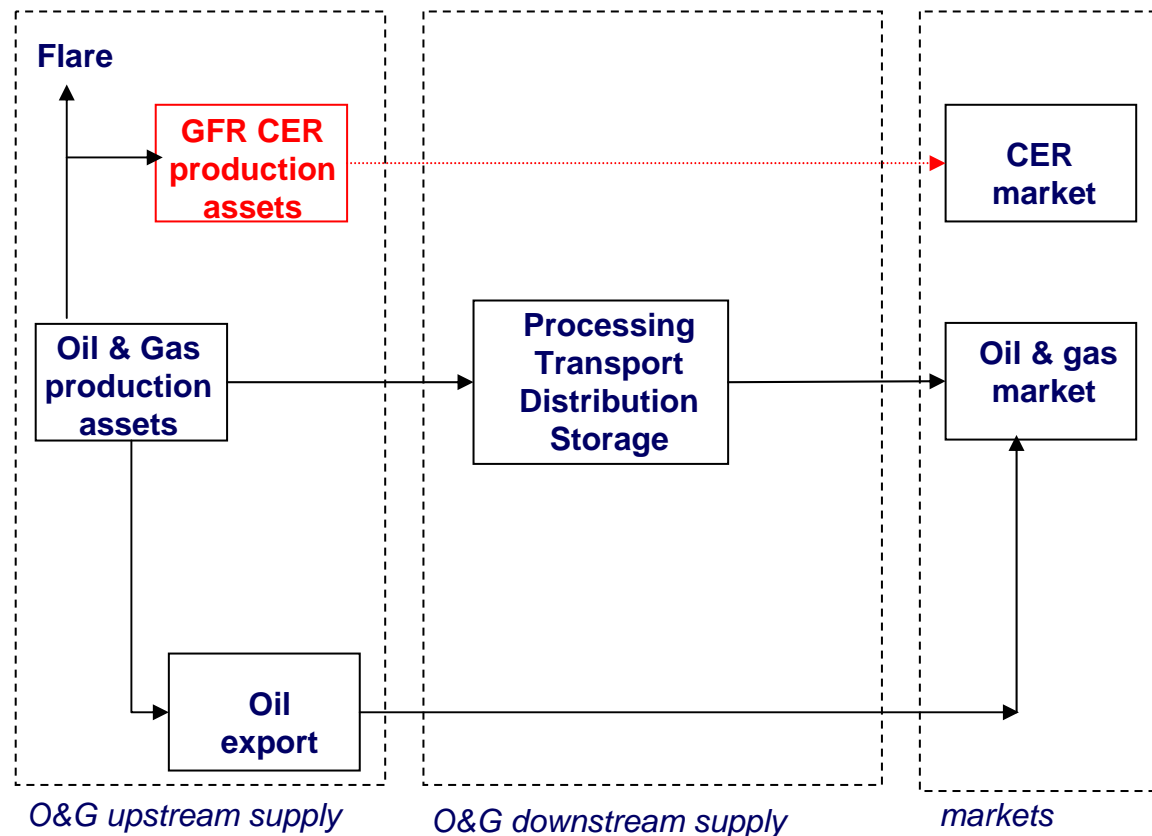 Flare
GFR CER
production
assets
CER
market
Oil & Gas
production
assets
Processing
Transport
Distribution
Storage
Oil & gas
market
Oil
export
O&G upstream supply
O&G downstream supply
markets